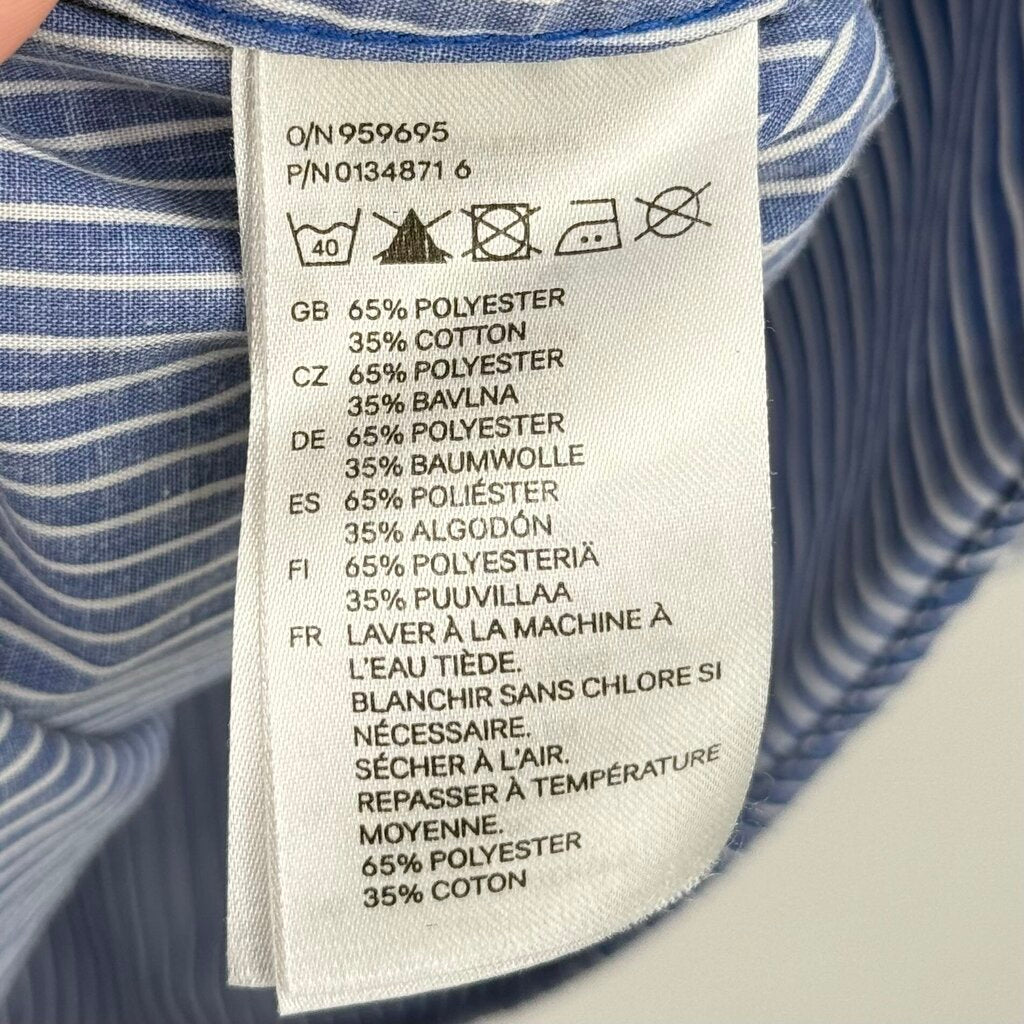 O/N 959695
P/N 0134871 6
40
GB 65% POLYESTER
35% COTTON
CZ 65% POLYESTER
35% BAVLNA
DE 65% POLYESTER
35% BAUMWOLLE
ES 65% POLIÉSTER
35% ALGODÓN
FI 65% POLYESTERIÄ
35% PUUVILLAA
FR LAVER À LA MACHINE À
L'EAU TIÈDE.
BLANCHIR SANS CHLORE SI
NÉCESSAIRE.
SÉCHER À L'AIR.
REPASSER À TEMPÉRATURE
MOYENNE.
65% POLYESTER
35% COTON